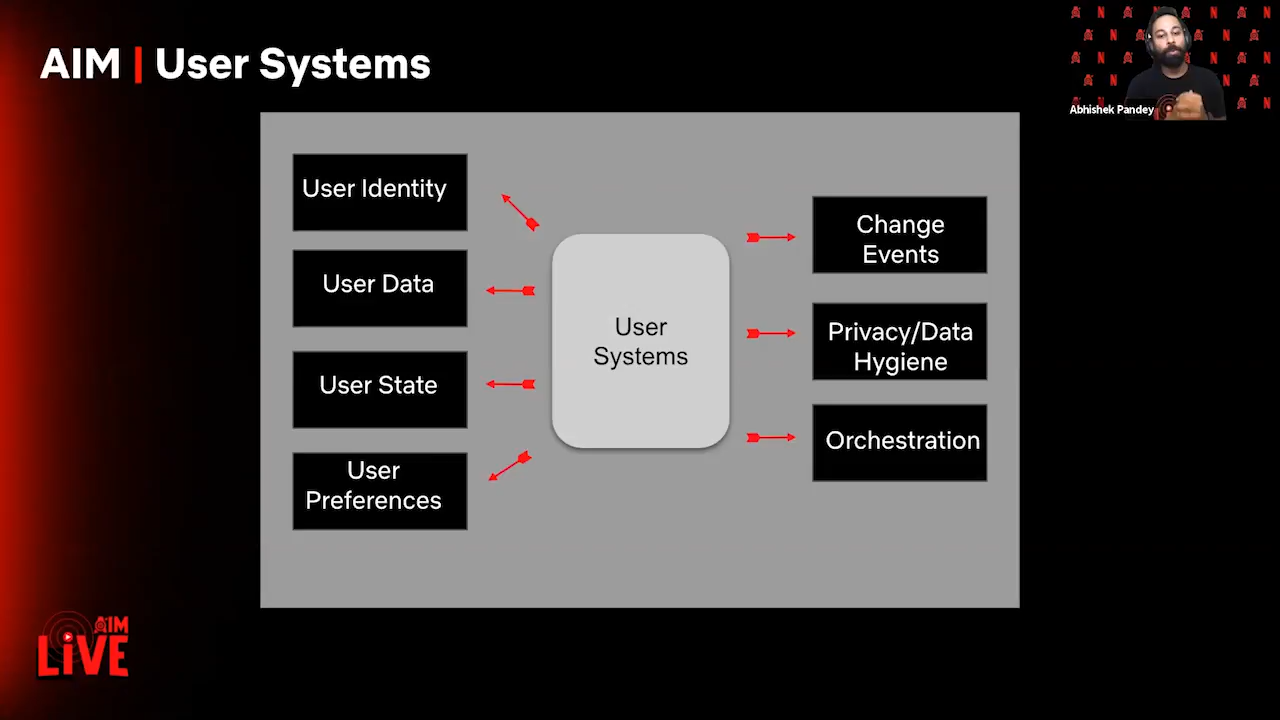 AIM | User Systems
Abhishek Pandey
User Identity
User Data
User State
User
Preferences
User
Systems
Change
Events
Privacy/Data
Hygiene
Orchestration
AIM
LIVE